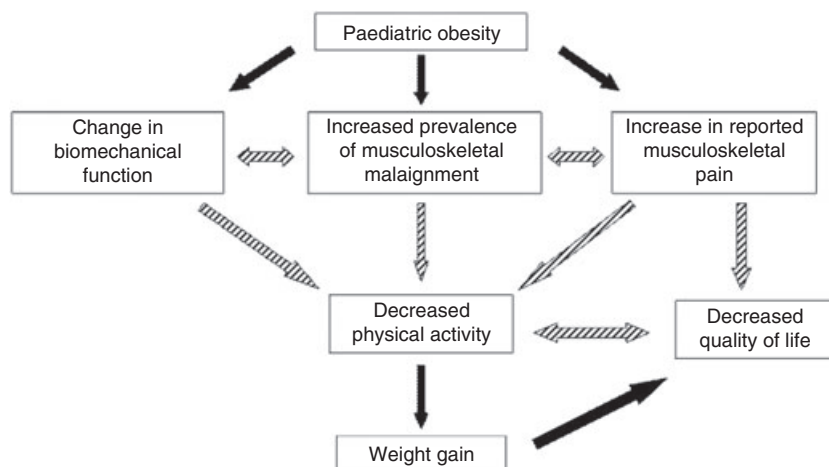 Paediatric obesity
Change in
biomechanical
function
Increased prevalence
of musculoskeletal
malaignment
Increase in reported
musculoskeletal
pain
Decreased
physical activity
Decreased
quality of life
Weight gain